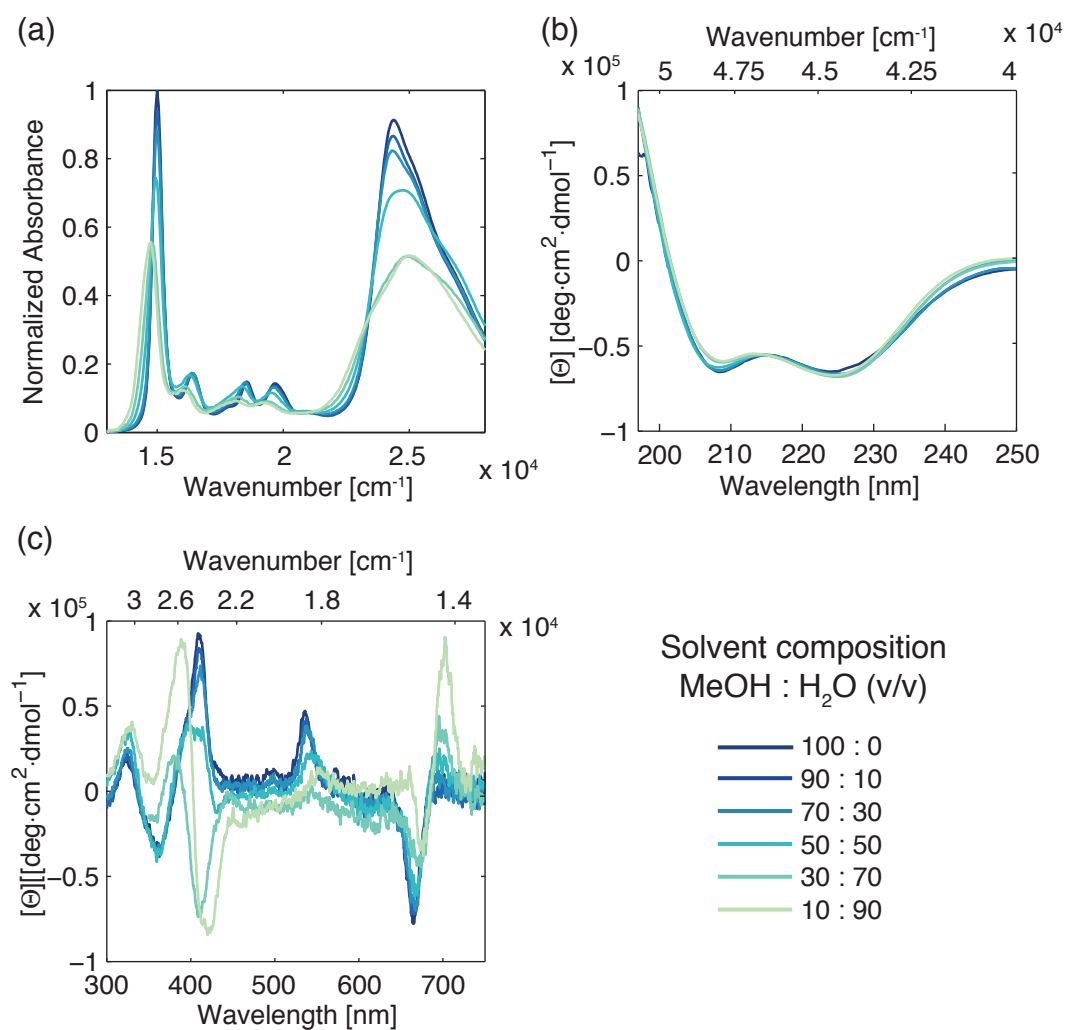 (a)
Normalized Absorbance
1
0.8
0.6
0.4
0.2
0
1.5
2
2.5
x 10⁴
Wavenumber [cm⁻¹]
(b)
Wavenumber [cm⁻¹]
x 10⁴
x 10⁵
5
4.75
4.5
4.25
4
[Θ] [deg·cm²·dmol⁻¹]
1
0.5
0
−0.5
−1
200
210
220
230
240
250
Wavelength [nm]
(c)
Wavenumber [cm⁻¹]
x 10⁵
3
2.6
2.2
1.8
1.4
x 10⁴
[Θ][[deg·cm²·dmol⁻¹]
1
0.5
0
−0.5
−1
300
400
500
600
700
Wavelength [nm]
Solvent composition
MeOH : H₂O (v/v)
100 : 0
90 : 10
70 : 30
50 : 50
30 : 70
10 : 90